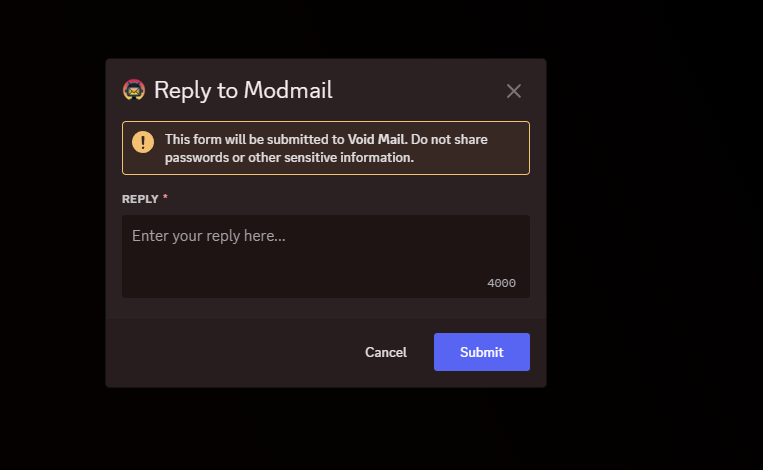 Reply to Modmail
This form will be submitted to Void Mail. Do not share
passwords or other sensitive information.
REPLY *
Enter your reply here...
4000
Cancel
Submit